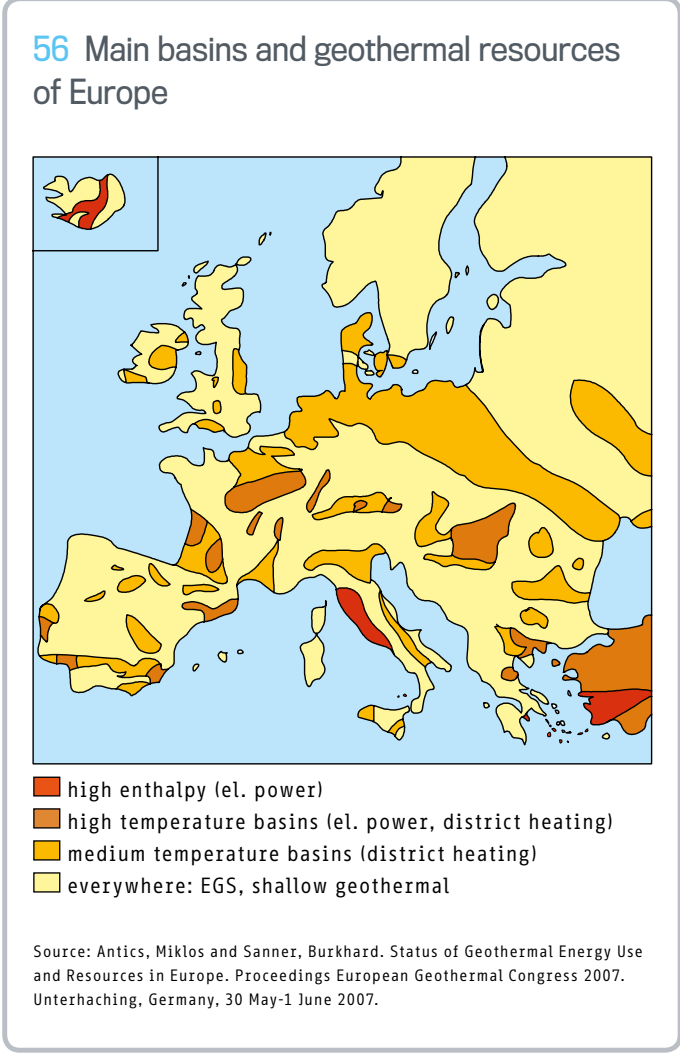 56 Main basins and geothermal resources
of Europe
high enthalpy (el. power)
high temperature basins (el. power, district heating)
medium temperature basins (district heating)
everywhere: EGS, shallow geothermal
Source: Antics, Miklos and Sanner, Burkhard. Status of Geothermal Energy Use
and Resources in Europe. Proceedings European Geothermal Congress 2007.
Unterhaching, Germany, 30 May-1 June 2007.